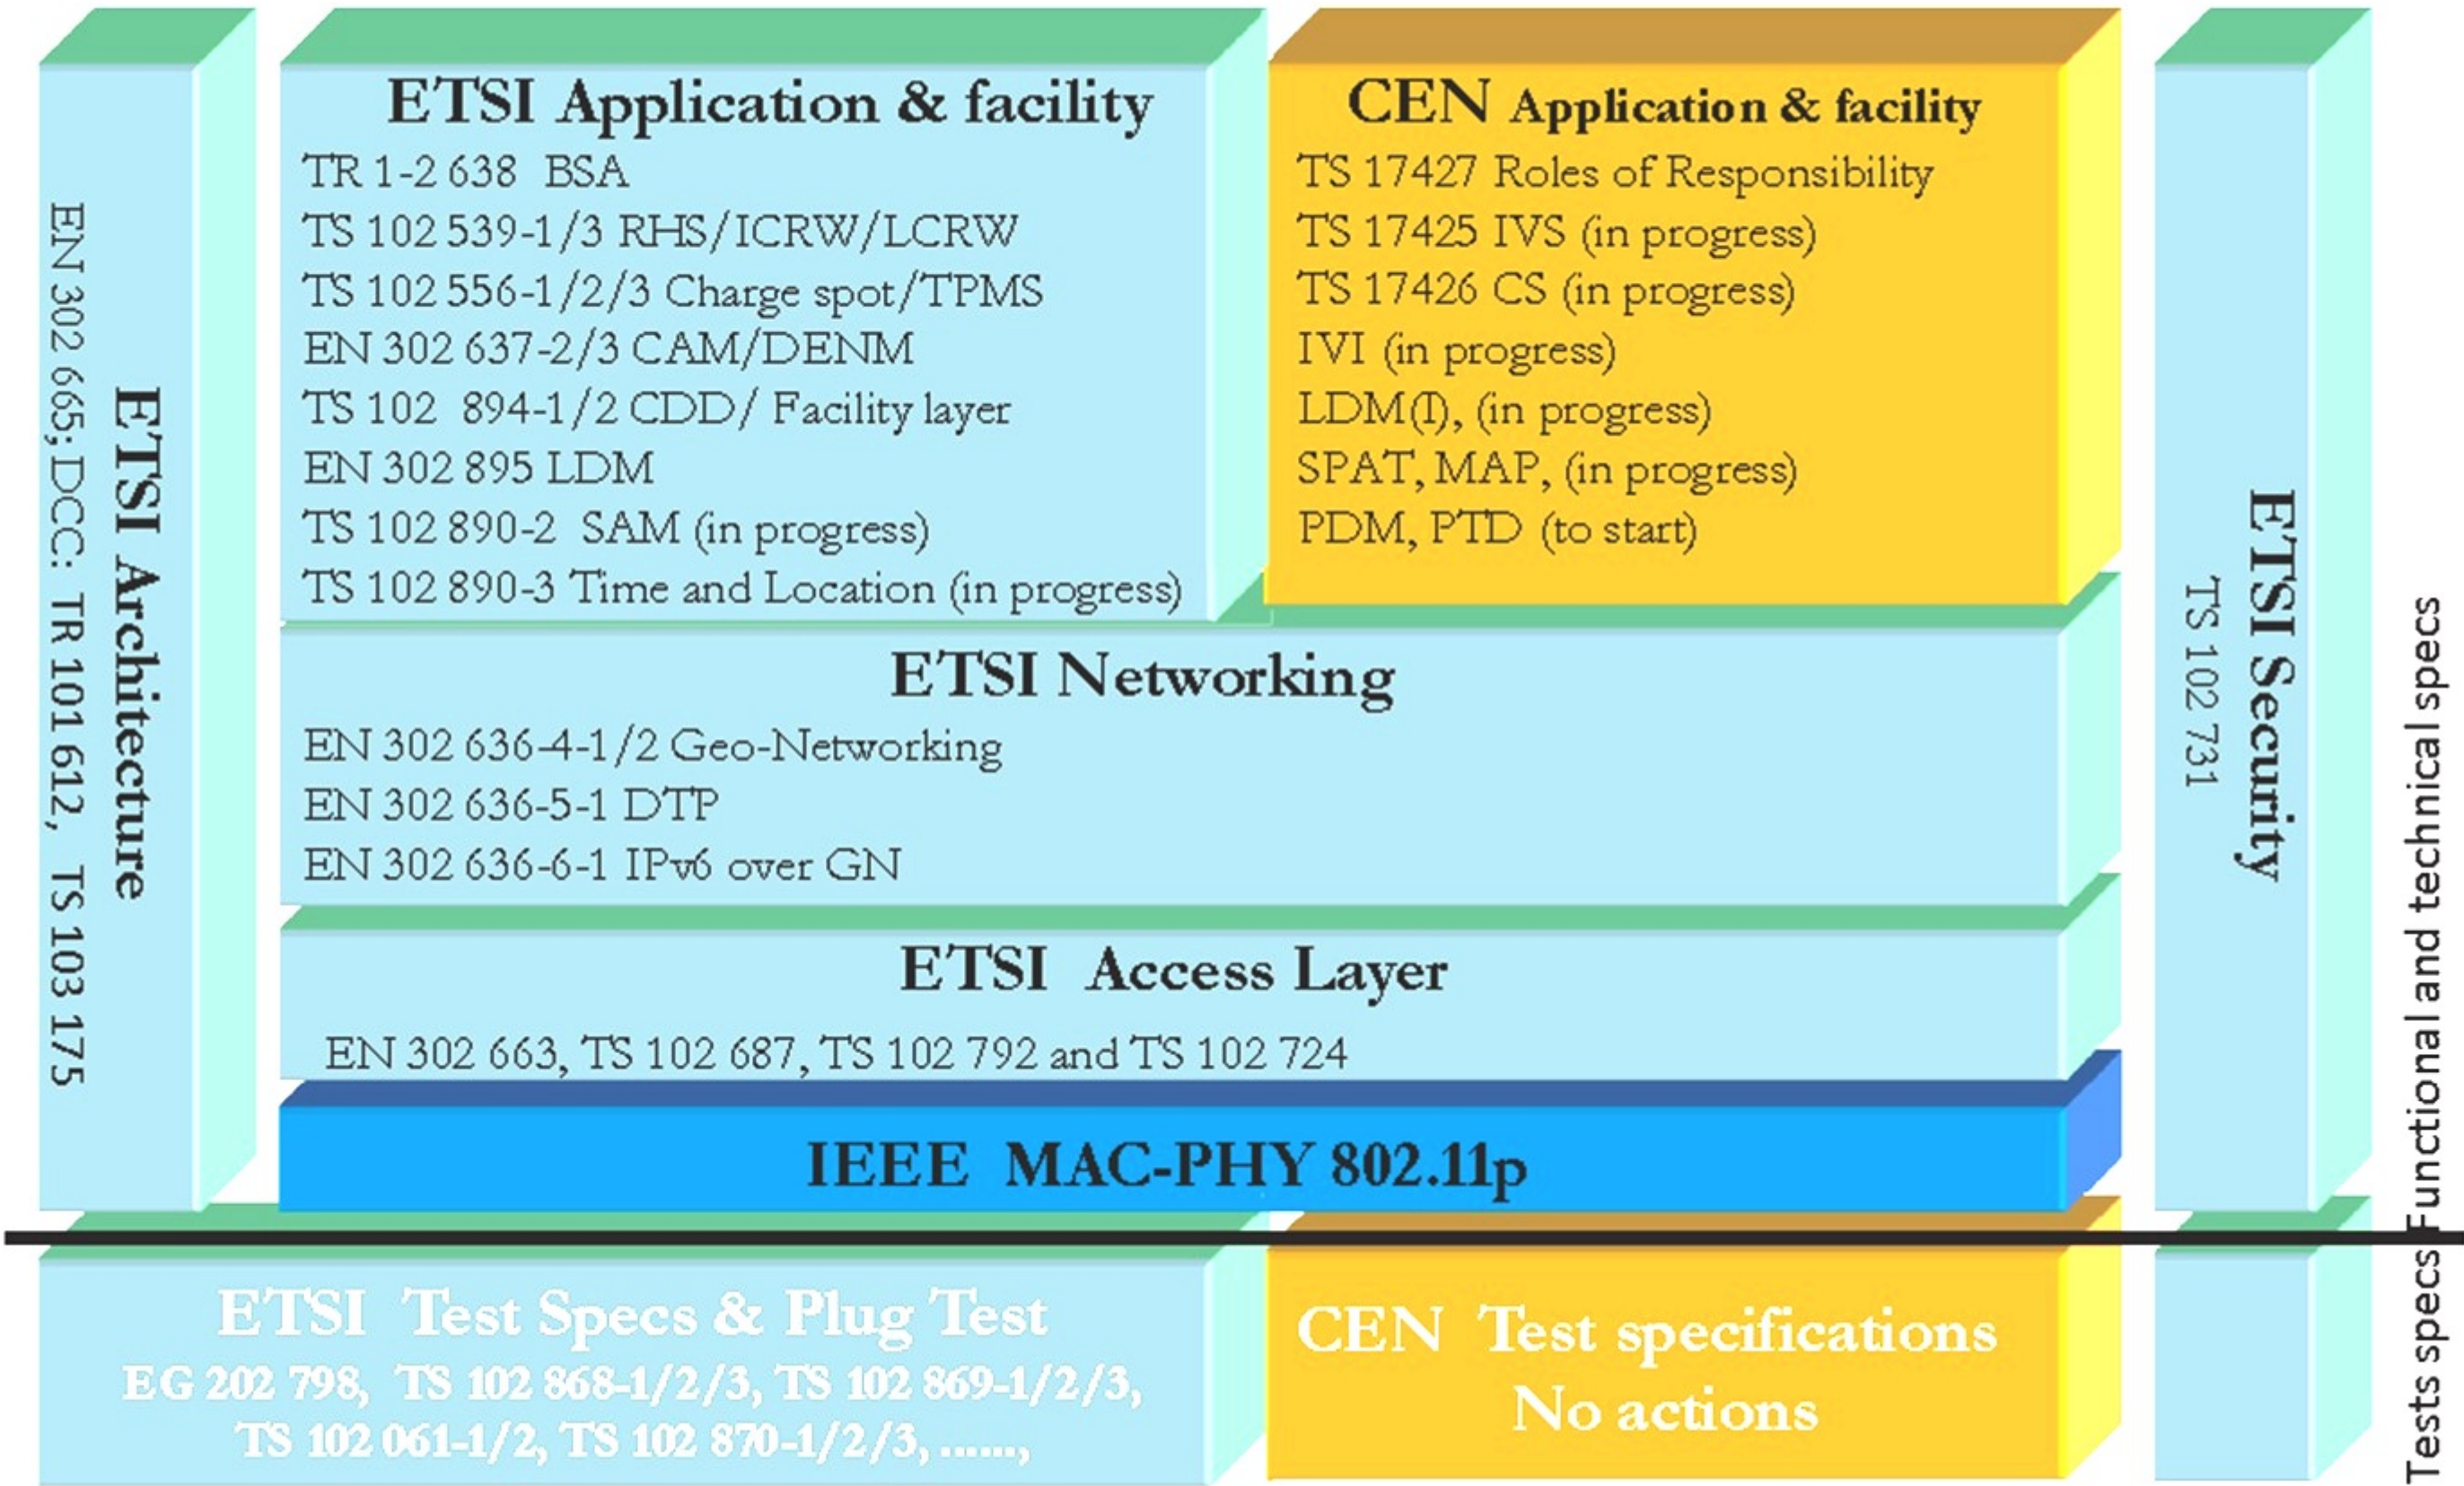 ETSI Architecture
EN 302 665; DCC: TR 101 612, TS 103 175
ETSI Application & facility
TR 1-2 638 BSA
TS 102 539-1/3 RHS/ICRW/LCRW
TS 102 556-1/2/3 Charge spot/TPMS
EN 302 637-2/3 CAM/DENM
TS 102 894-1/2 CDD/ Facility layer
EN 302 895 LDM
TS 102 890-2 SAM (in progress)
TS 102 890-3 Time and Location (in progress)
CEN Application & facility
TS 17427 Roles of Responsibility
TS 17425 IVS (in progress)
TS 17426 CS (in progress)
IVI (in progress)
LDM(I), (in progress)
SPAT, MAP, (in progress)
PDM, PTD (to start)
ETSI Networking
EN 302 636-4-1/2 Geo-Networking
EN 302 636-5-1 DTP
EN 302 636-6-1 IPv6 over GN
ETSI Access Layer
EN 302 663, TS 102 687, TS 102 792 and TS 102 724
IEEE MAC-PHY 802.11p
ETSI Security
TS 102 731
Functional and technical specs
ETSI Test Specs & Plug Test
EG 202 798, TS 102 868-1/2/3, TS 102 869-1/2/3,
TS 102 061-1/2, TS 102 870-1/2/3, ......,
CEN Test specifications
No actions
Tests specs